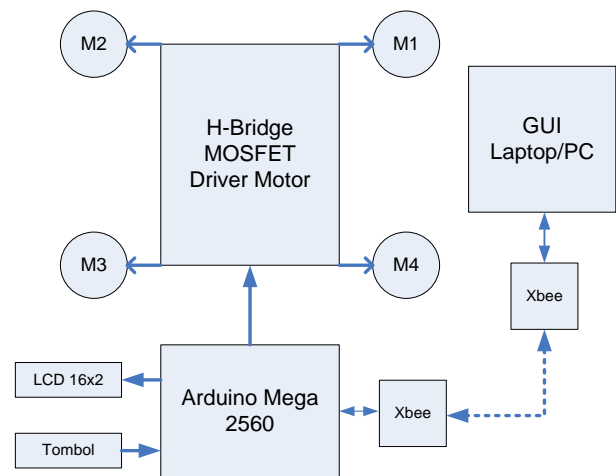 M2
M1
H-Bridge
MOSFET
Driver Motor
GUI
Laptop/PC
M3
M4
Xbee
LCD 16x2
Arduino Mega
2560
Xbee
Tombol